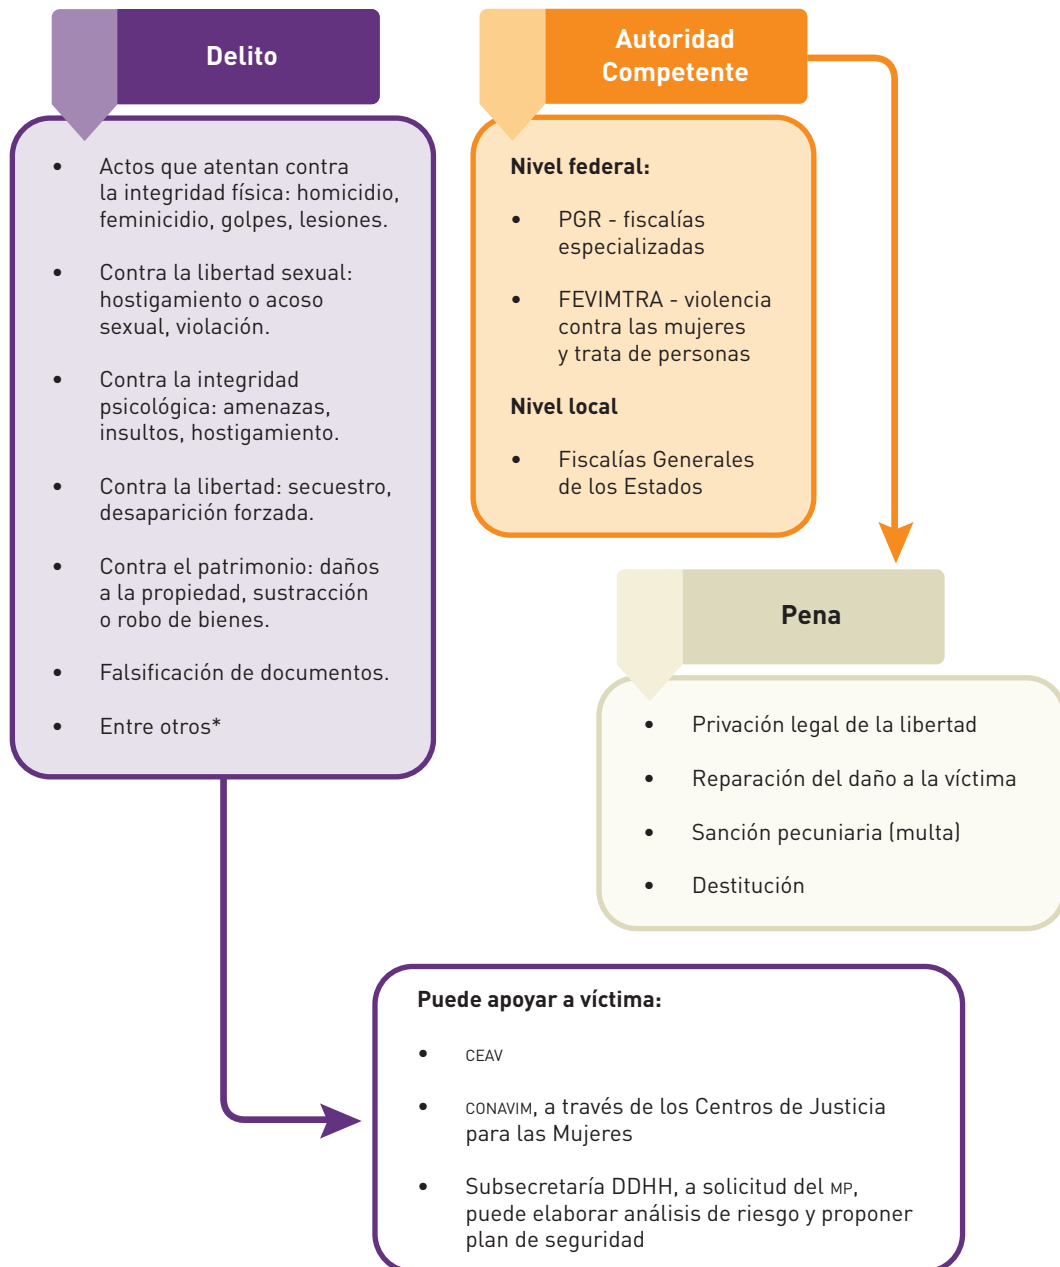 Delito
• Actos que atentan contra
la integridad física: homicidio,
feminicidio, golpes, lesiones.
• Contra la libertad sexual:
hostigamiento o acoso
sexual, violación.
• Contra la integridad
psicológica: amenazas,
insultos, hostigamiento.
• Contra la libertad: secuestro,
desaparición forzada.
• Contra el patrimonio: daños
a la propiedad, sustracción
o robo de bienes.
• Falsificación de documentos.
• Entre otros*
Autoridad
Competente
Nivel federal:
• PGR - fiscalías
especializadas
• FEVIMTRA - violencia
contra las mujeres
y trata de personas
Nivel local
• Fiscalías Generales
de los Estados
Pena
• Privación legal de la libertad
• Reparación del daño a la víctima
• Sanción pecuniaria (multa)
• Destitución
Puede apoyar a víctima:
• CEAV
• CONAVIM, a través de los Centros de Justicia
para las Mujeres
• Subsecretaría DDHH, a solicitud del MP,
puede elaborar análisis de riesgo y proponer
plan de seguridad